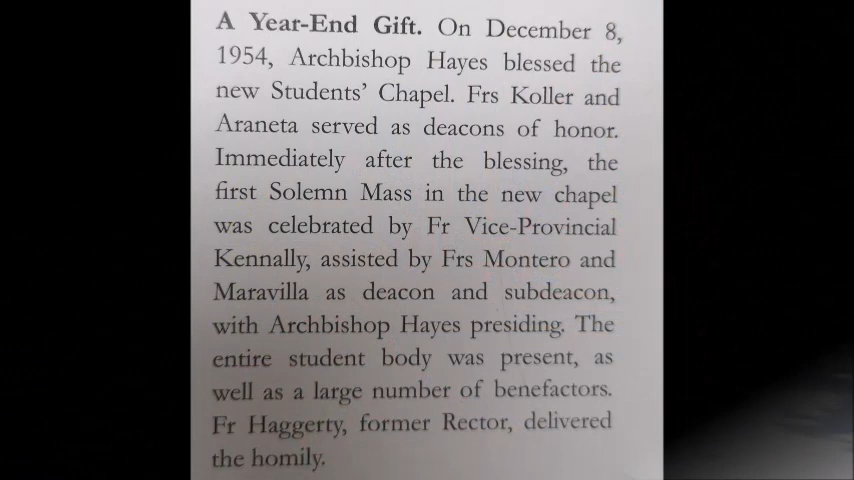 A Year-End Gift. On December 8,
1954, Archbishop Hayes blessed the
new Students' Chapel. Frs Koller and
Araneta served as deacons of honor.
Immediately after the blessing, the
first Solemn Mass in the new chapel
was celebrated by Fr Vice-Provincial
Kennally, assisted by Frs Montero and
Maravilla as deacon and subdeacon,
with Archbishop Hayes presiding. The
entire student body was present, as
well as a large number of benefactors.
Fr Haggerty, former Rector, delivered
the homily.